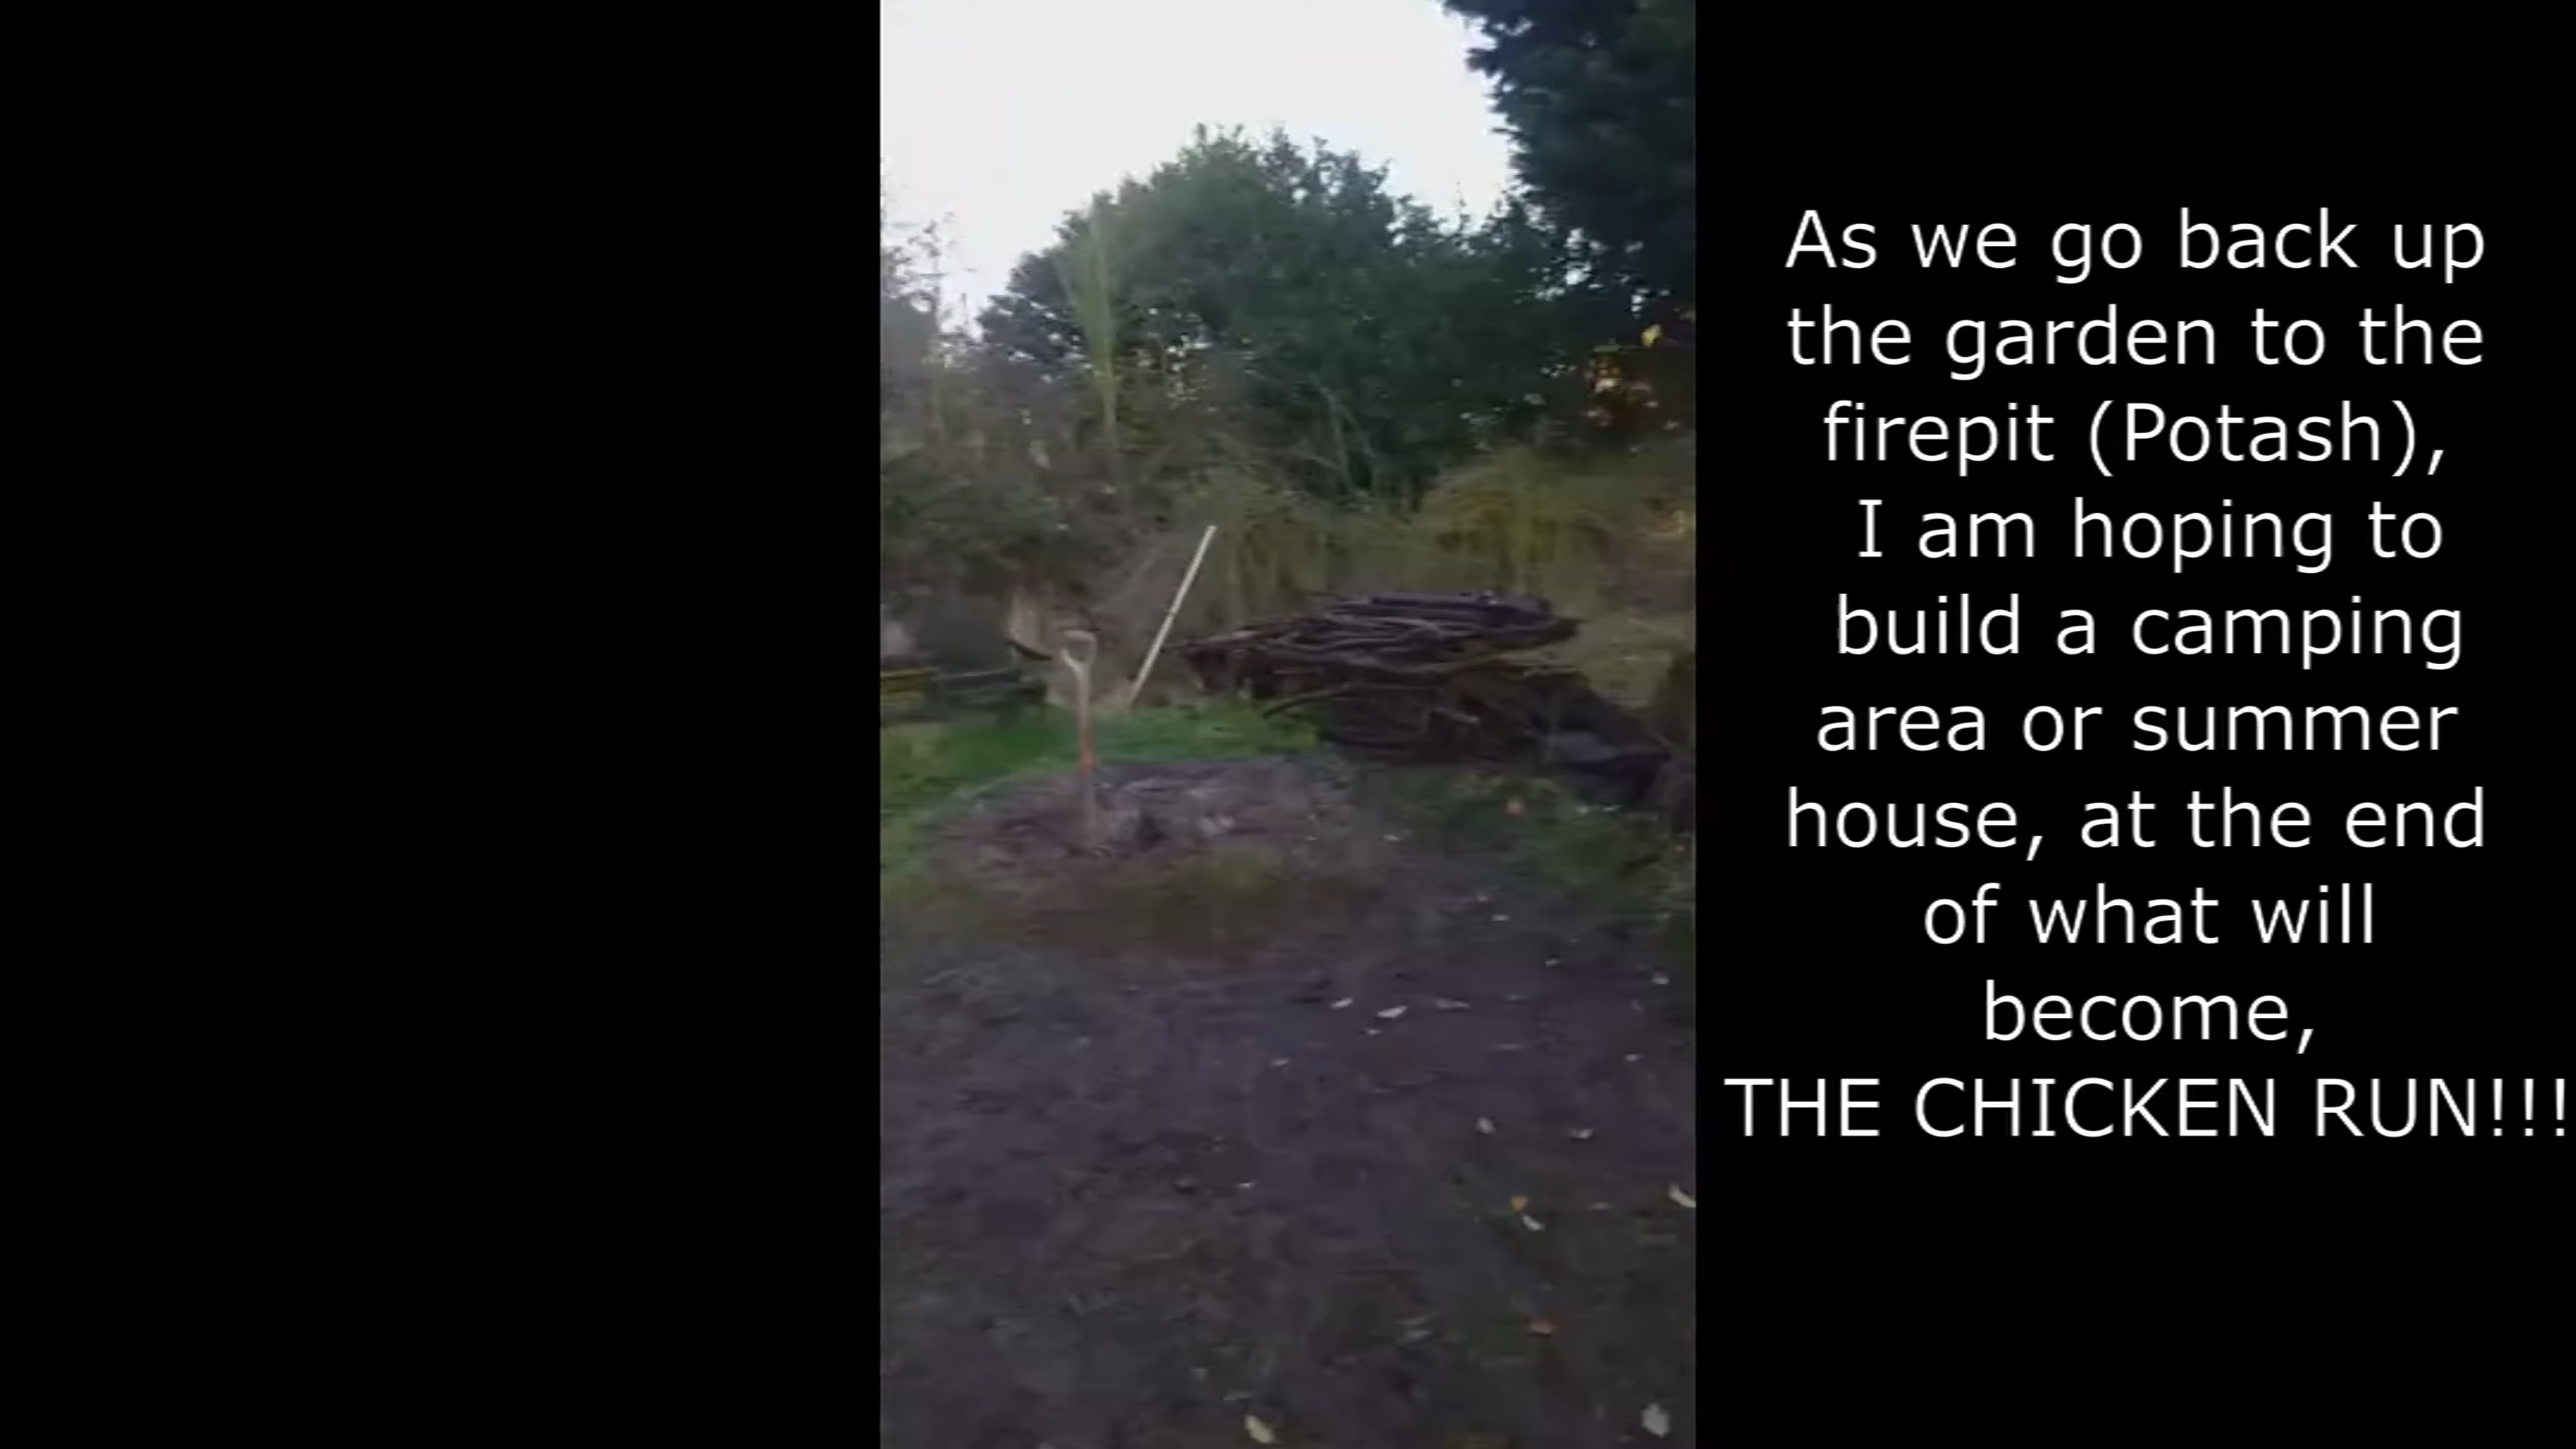 As we go back up
the garden to the
firepit (Potash),
I am hoping to
build a camping
area or summer
house, at the end
of what will
become,
THE CHICKEN RUN!!!